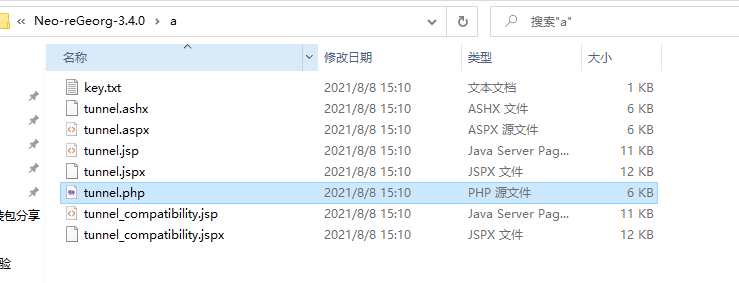 « Neo-reGeorg-3.4.0 › a
搜索"a"
名称 修改日期 类型 大小
key.txt 2021/8/8 15:10 文本文档 1 KB
tunnel.ashx 2021/8/8 15:10 ASHX 文件 6 KB
tunnel.aspx 2021/8/8 15:10 ASPX 源文件 6 KB
tunnel.jsp 2021/8/8 15:10 Java Server Pag... 11 KB
tunnel.jspx 2021/8/8 15:10 JSPX 文件 12 KB
tunnel.php 2021/8/8 15:10 PHP 源文件 6 KB
tunnel_compatibility.jsp 2021/8/8 15:10 Java Server Pag... 11 KB
tunnel_compatibility.jspx 2021/8/8 15:10 JSPX 文件 12 KB
装包分享
验